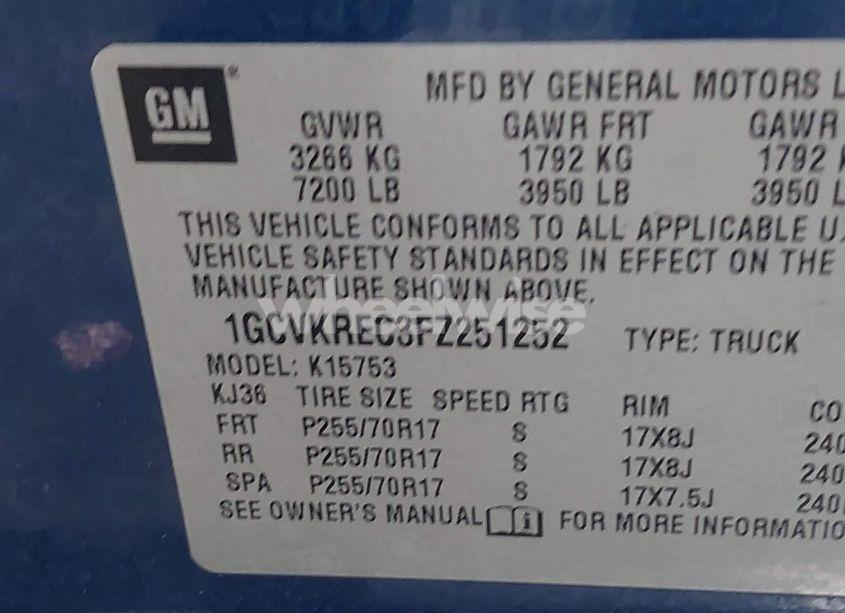 GM®
MFD BY GENERAL MOTORS L
GVWR GAWR FRT GAWR
3266 KG 1792 KG 1792 K
7200 LB 3950 LB 3950 L
THIS VEHICLE CONFORMS TO ALL APPLICABLE U.
VEHICLE SAFETY STANDARDS IN EFFECT ON THE
MANUFACTURE SHOWN ABOVE.
wheelwise
1GCVKREC3FZ251252 TYPE: TRUCK
MODEL: K15753
KJ36 TIRE SIZE SPEED RTG RIM CO
FRT P255/70R17 S 17X8J 240
RR P255/70R17 S 17X8J 240
SPA P255/70R17 S 17X7.5J 240
SEE OWNER'S MANUAL FOR MORE INFORMATIO